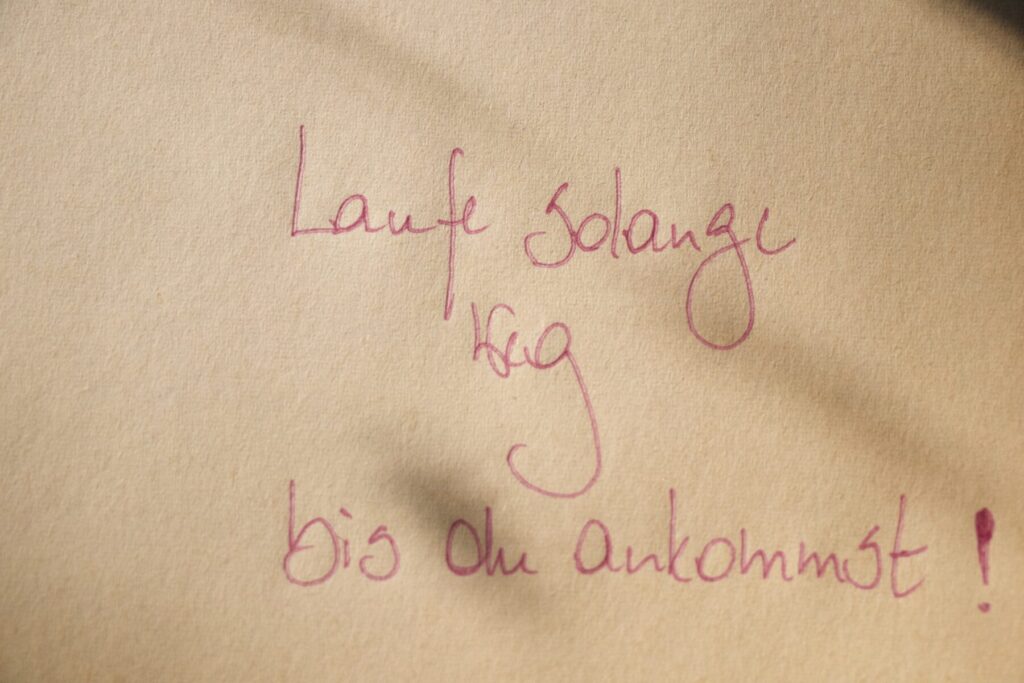 Laufe solange
weg
bis du ankommst!